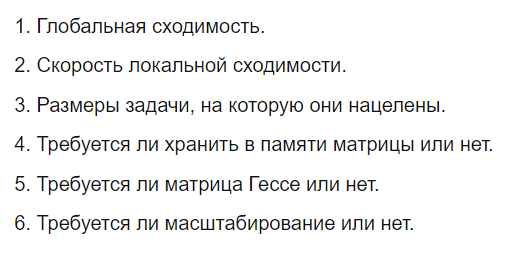 1. Глобальная сходимость.
2. Скорость локальной сходимости.
3. Размеры задачи, на которую они нацелены.
4. Требуется ли хранить в памяти матрицы или нет.
5. Требуется ли матрица Гессе или нет.
6. Требуется ли масштабирование или нет.